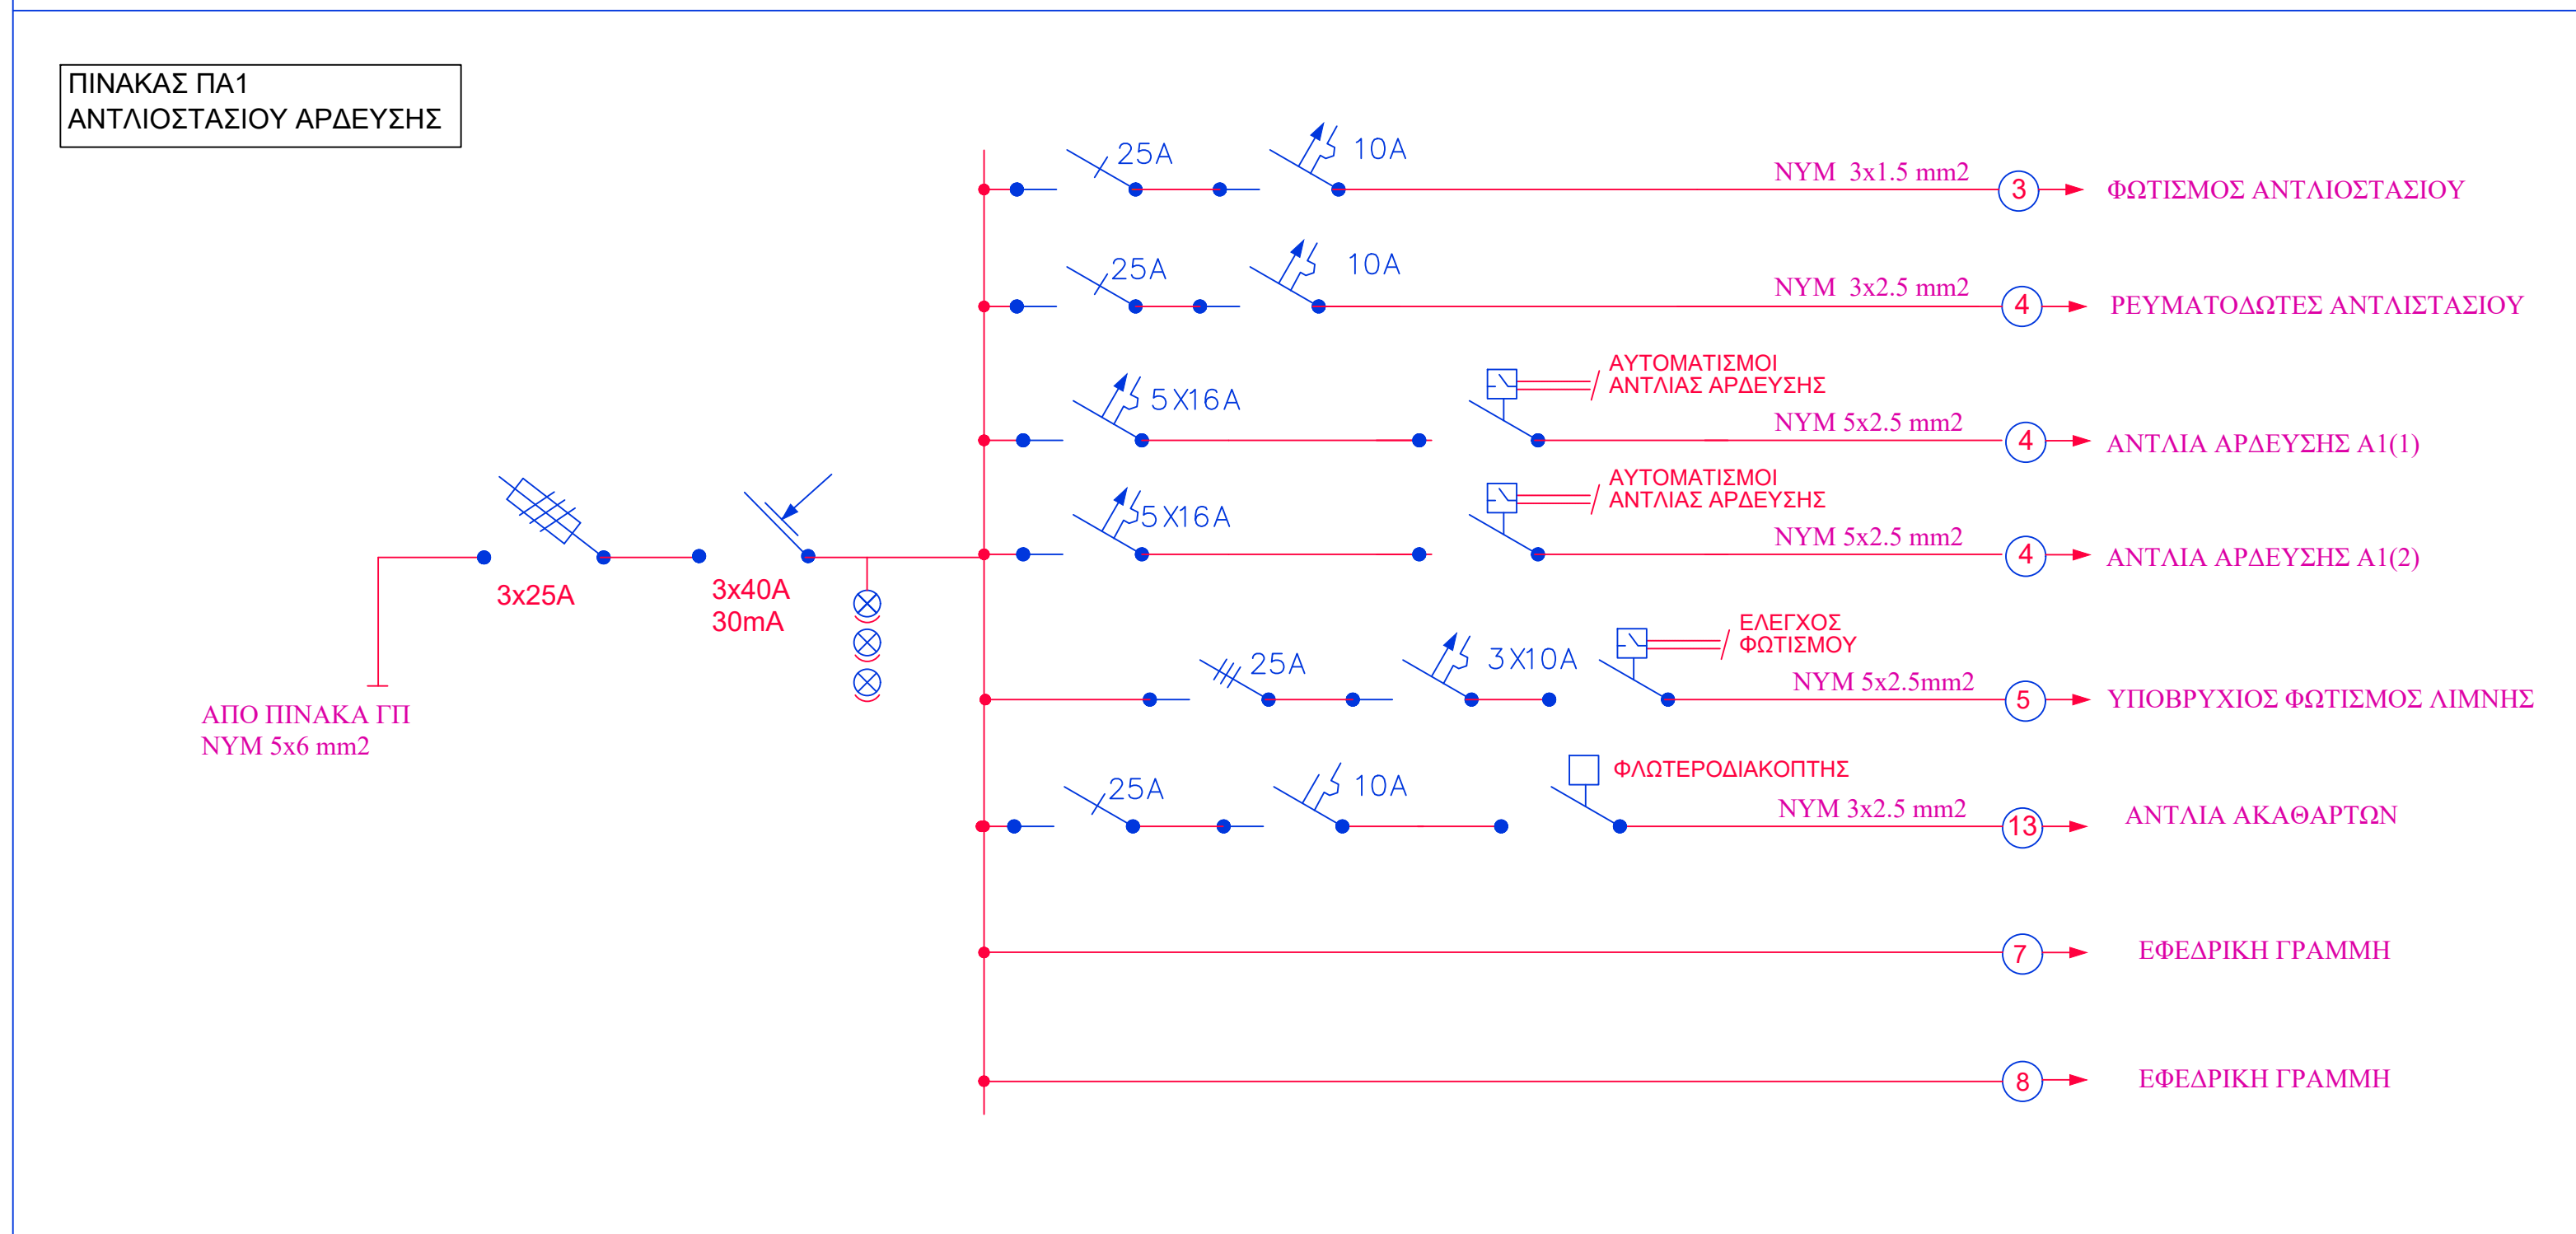 ΠΙΝΑΚΑΣ ΠΑ1
ΑΝΤΛΙΟΣΤΑΣΙΟΥ ΑΡΔΕΥΣΗΣ
25A
10A
NYM 3x1.5 mm2
3
ΦΩΤΙΣΜΟΣ ΑΝΤΛΙΟΣΤΑΣΙΟΥ
25A
10A
NYM 3x2.5 mm2
4
ΡΕΥΜΑΤΟΔΩΤΕΣ ΑΝΤΛΙΣΤΑΣΙΟΥ
5X16A
ΑΥΤΟΜΑΤΙΣΜΟΙ
ΑΝΤΛΙΑΣ ΑΡΔΕΥΣΗΣ
NYM 5x2.5 mm2
4
ΑΝΤΛΙΑ ΑΡΔΕΥΣΗΣ Α1(1)
5X16A
ΑΥΤΟΜΑΤΙΣΜΟΙ
ΑΝΤΛΙΑΣ ΑΡΔΕΥΣΗΣ
NYM 5x2.5 mm2
4
ΑΝΤΛΙΑ ΑΡΔΕΥΣΗΣ Α1(2)
3x25A
3x40A
30mA
ΑΠΟ ΠΙΝΑΚΑ ΓΠ
NYM 5x6 mm2
25A
3X10A
ΕΛΕΓΧΟΣ
ΦΩΤΙΣΜΟΥ
NYM 5x2.5mm2
5
ΥΠΟΒΡΥΧΙΟΣ ΦΩΤΙΣΜΟΣ ΛΙΜΝΗΣ
25A
10A
ΦΛΩΤΕΡΟΔΙΑΚΟΠΤΗΣ
NYM 3x2.5 mm2
13
ΑΝΤΛΙΑ ΑΚΑΘΑΡΤΩΝ
7
ΕΦΕΔΡΙΚΗ ΓΡΑΜΜΗ
8
ΕΦΕΔΡΙΚΗ ΓΡΑΜΜΗ